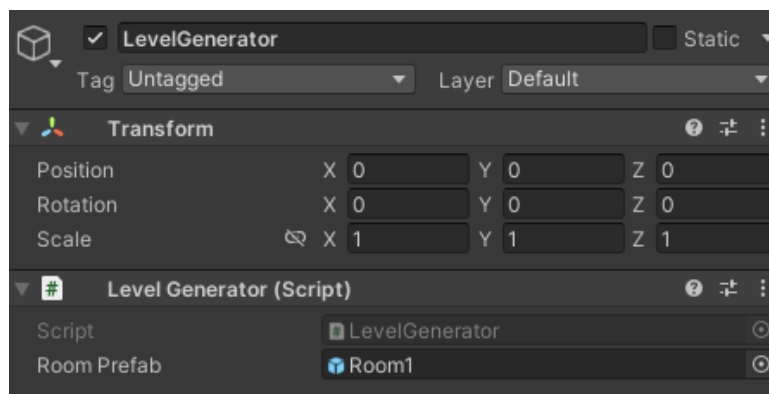 LevelGenerator Static
Tag Untagged Layer Default
Transform
Position X 0 Y 0 Z 0
Rotation X 0 Y 0 Z 0
Scale X 1 Y 1 Z 1
# Level Generator (Script)
Script LevelGenerator
Room Prefab Room1